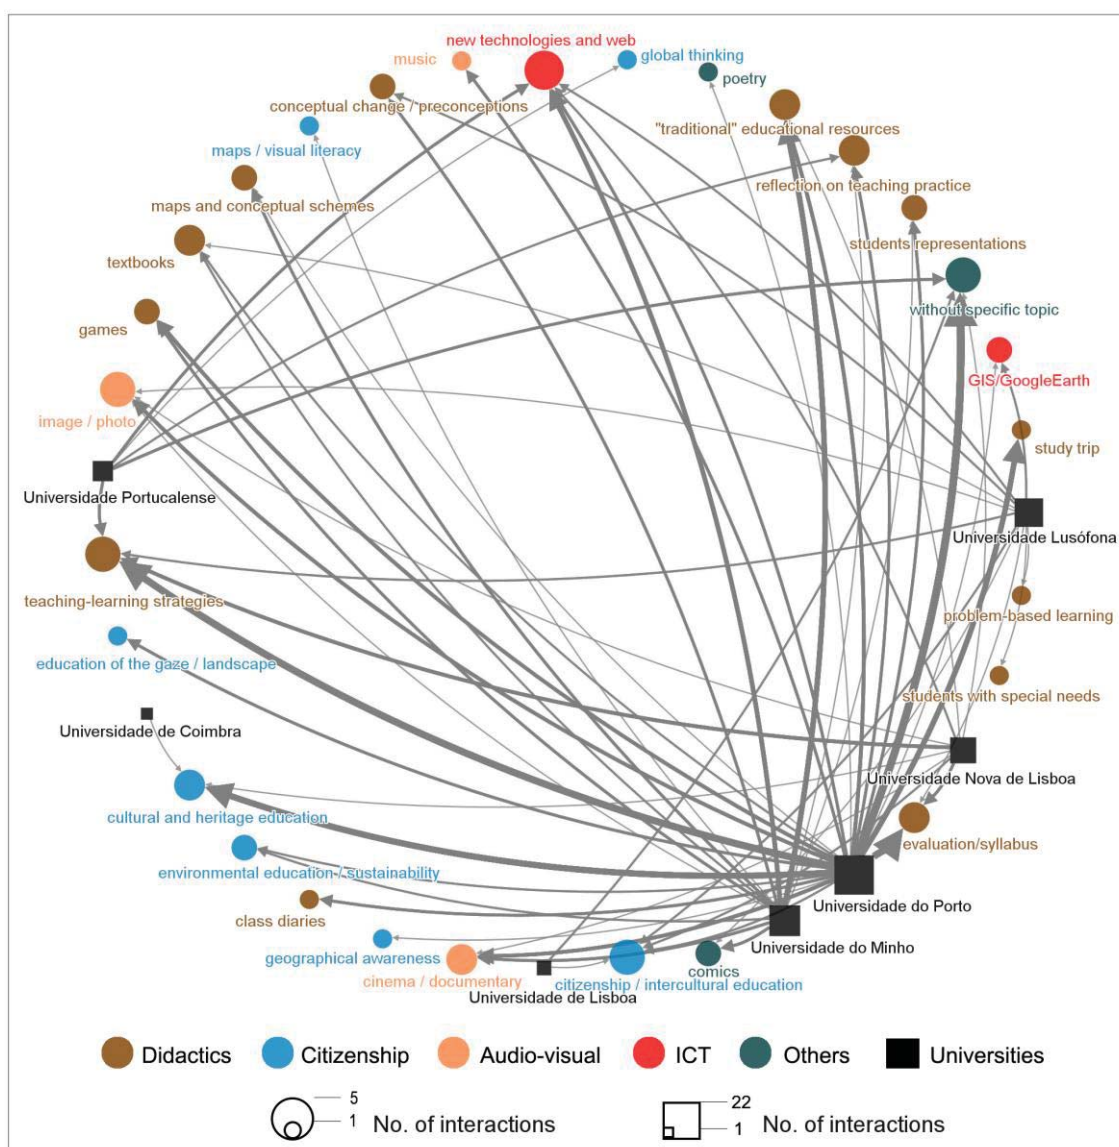 new technologies and web
music
global thinking
poetry
conceptual change / preconceptions
"traditional" educational resources
maps / visual literacy
reflection on teaching practice
maps and conceptual schemes
students representations
textbooks
without specific topic
games
GIS/GoogleEarth
image / photo
study trip
Universidade Portucalense
Universidade Lusófona
teaching-learning strategies
problem-based learning
education of the gaze / landscape
students with special needs
Universidade de Coimbra
Universidade Nova de Lisboa
cultural and heritage education
evaluation/syllabus
environmental education / sustainability
Universidade do Porto
class diaries
Universidade do Minho
geographical awareness
cinema / documentary
comics
citizenship / intercultural education
Universidade de Lisboa
Didactics
Citizenship
Audio-visual
ICT
Others
Universities
5
1
No. of interactions
22
1
No. of interactions